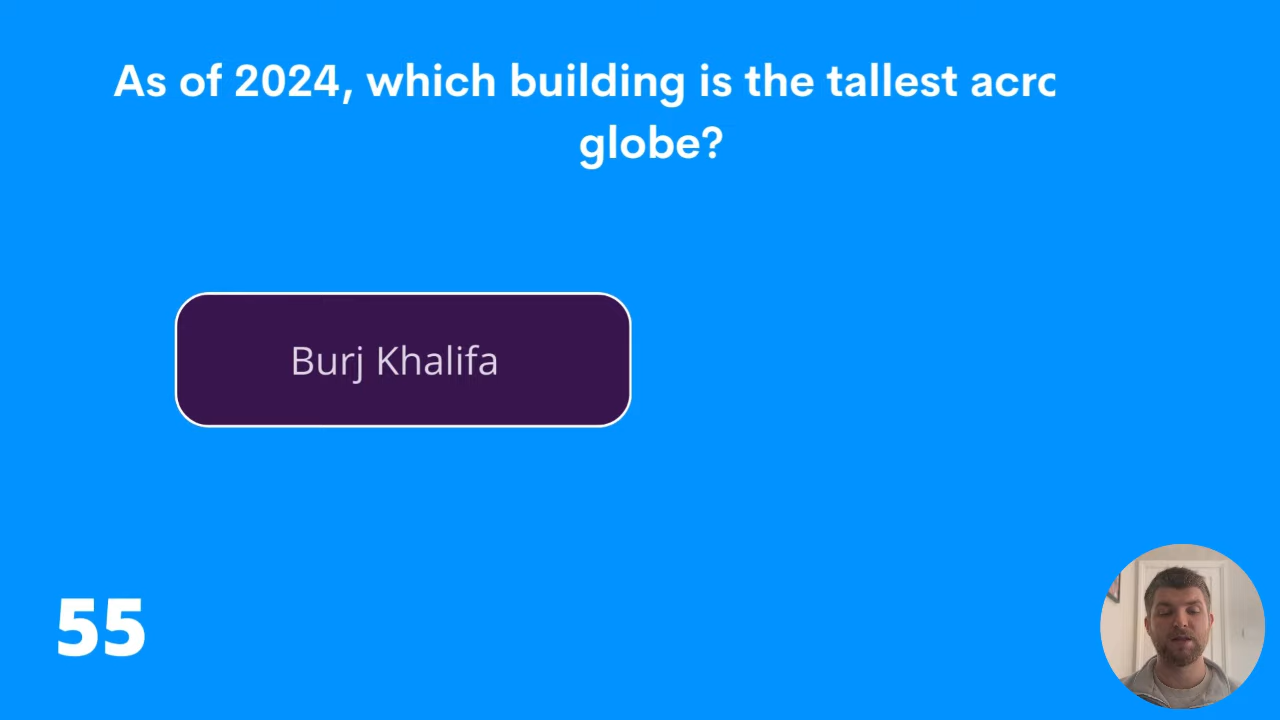 As of 2024, which building is the tallest acro
globe?
Burj Khalifa
55